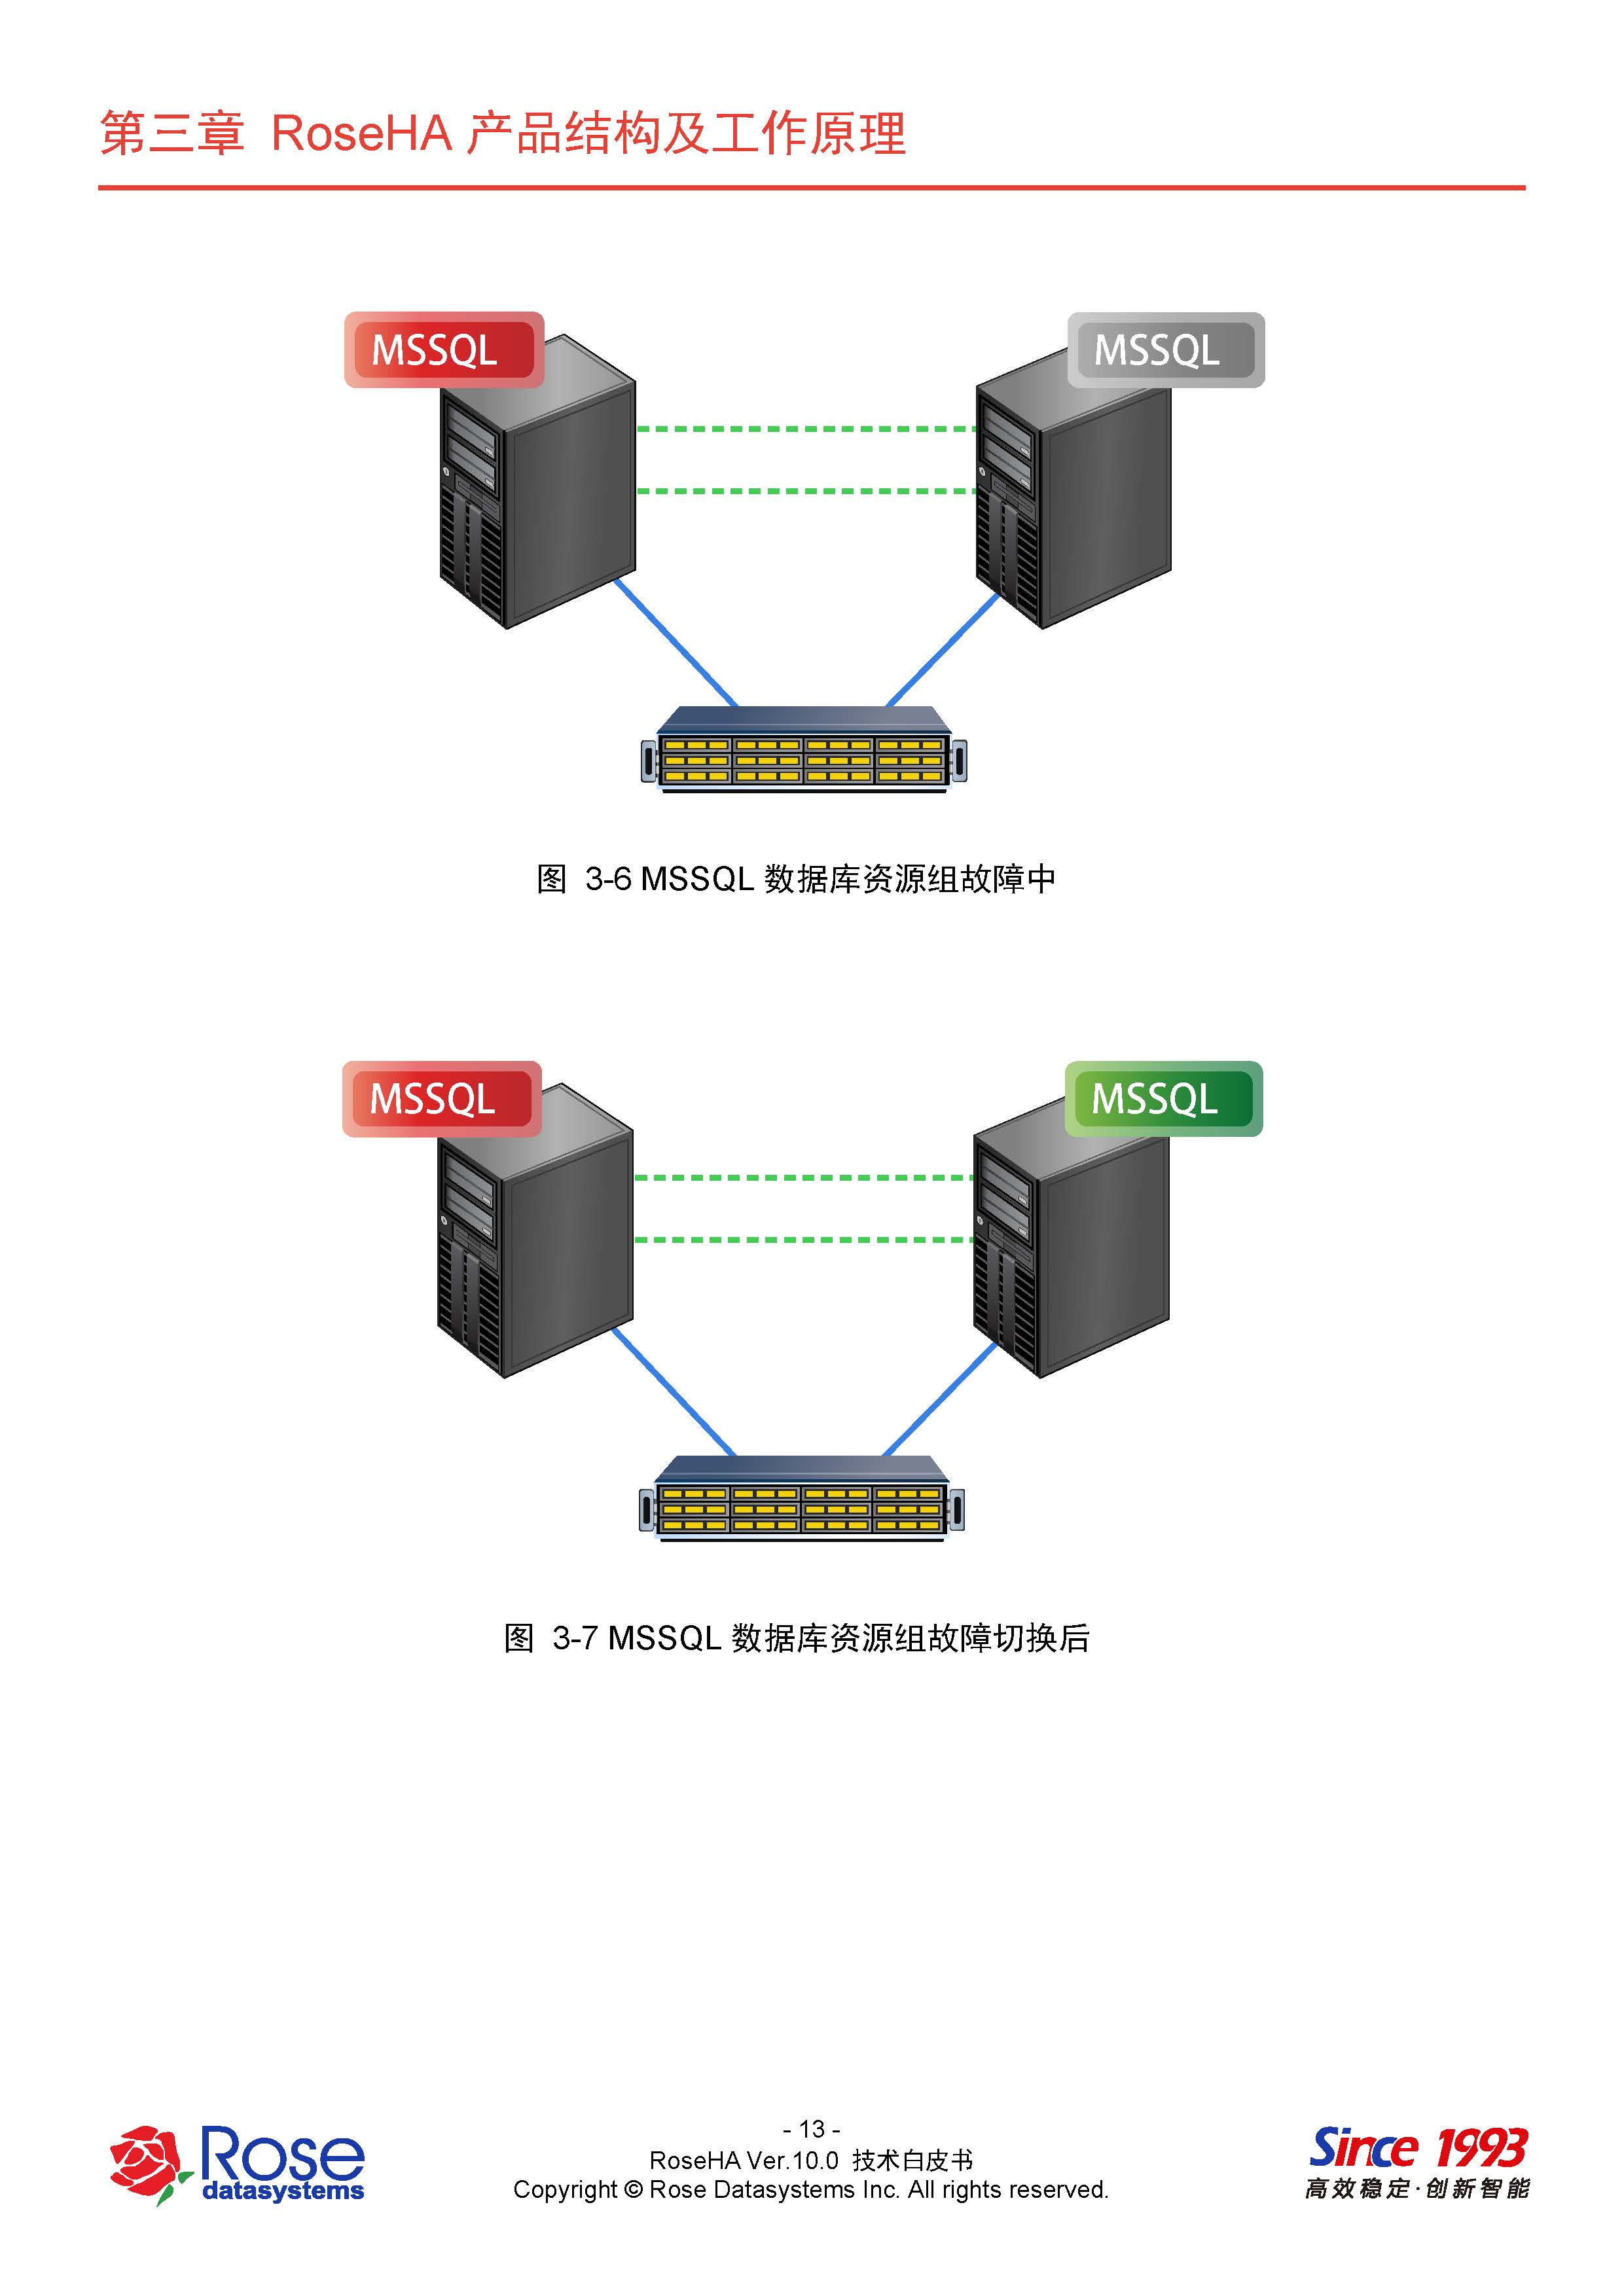 第三章 RoseHA 产品结构及工作原理
MSSQL
MSSQL
图 3-6 MSSQL 数据库资源组故障中
MSSQL
MSSQL
图 3-7 MSSQL 数据库资源组故障切换后
Rose
datasystems
- 13 -
RoseHA Ver.10.0 技术白皮书
Copyright © Rose Datasystems Inc. All rights reserved.
Since 1993
高效稳定·创新智能